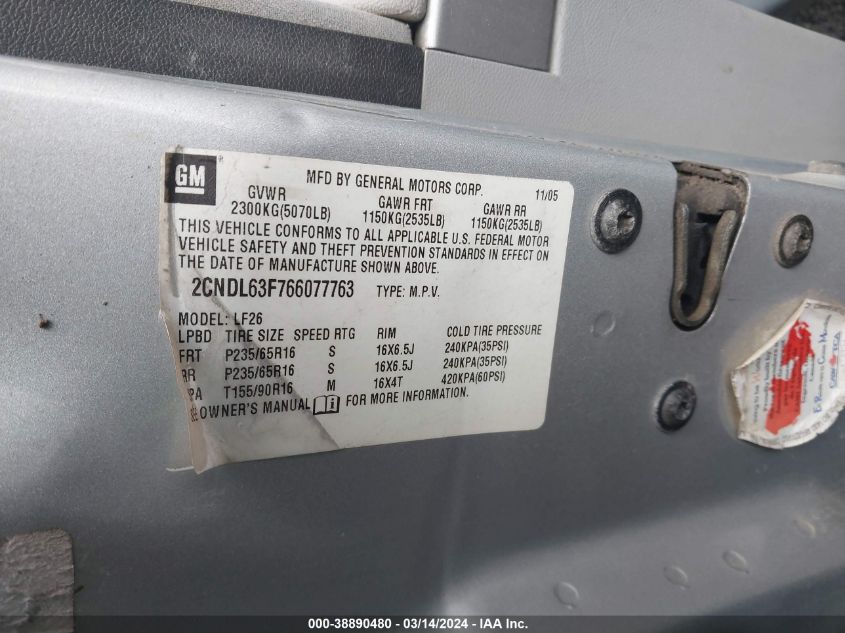 GM
MFD BY GENERAL MOTORS CORP. 11/05
GVWR GAWR FRT GAWR RR
2300KG(5070LB) 1150KG(2535LB) 1150KG(2535LB)
THIS VEHICLE CONFORMS TO ALL APPLICABLE U.S. FEDERAL MOTOR
VEHICLE SAFETY AND THEFT PREVENTION STANDARDS IN EFFECT ON
THE DATE OF MANUFACTURE SHOWN ABOVE.
2CNDL63F766077763 TYPE: M.P.V.
MODEL: LF26
LPBD TIRE SIZE SPEED RTG RIM COLD TIRE PRESSURE
FRT P235/65R16 S 16X6.5J 240KPA(35PSI)
RR P235/65R16 S 16X6.5J 240KPA(35PSI)
PA T155/90R16 M 16X4T 420KPA(60PSI)
SEE OWNER'S MANUAL i FOR MORE INFORMATION.
000-38890480 - 03/14/2024 - IAA Inc.